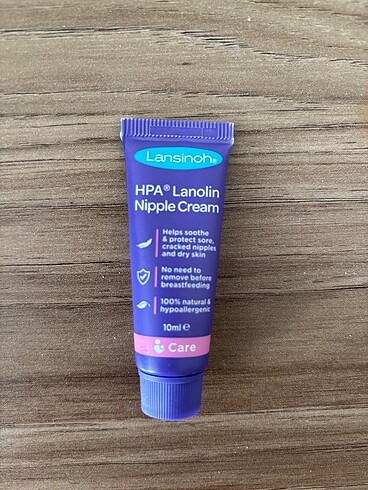 Lansinoh®
HPA® Lanolin
Nipple Cream
Helps soothe
& protect sore,
cracked nipples
and dry skin
No need to
remove before
breastfeeding
100% natural &
hypoallergenic
10ml ℮
Care